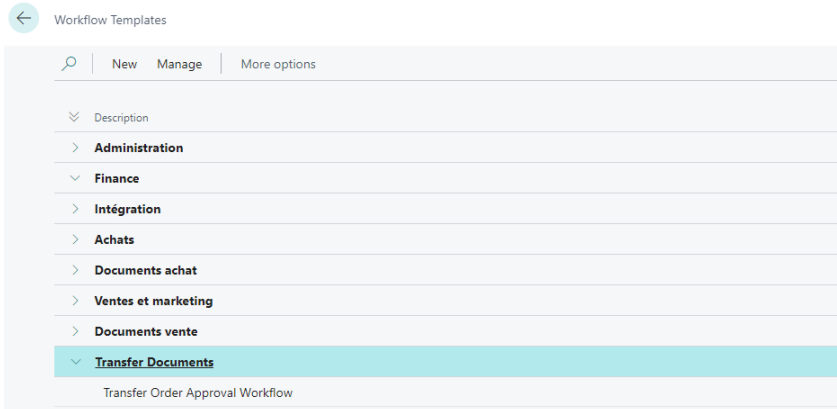 Workflow Templates
New Manage More options
Description
Administration
Finance
Intégration
Achats
Documents achat
Ventes et marketing
Documents vente
Transfer Documents
Transfer Order Approval Workflow